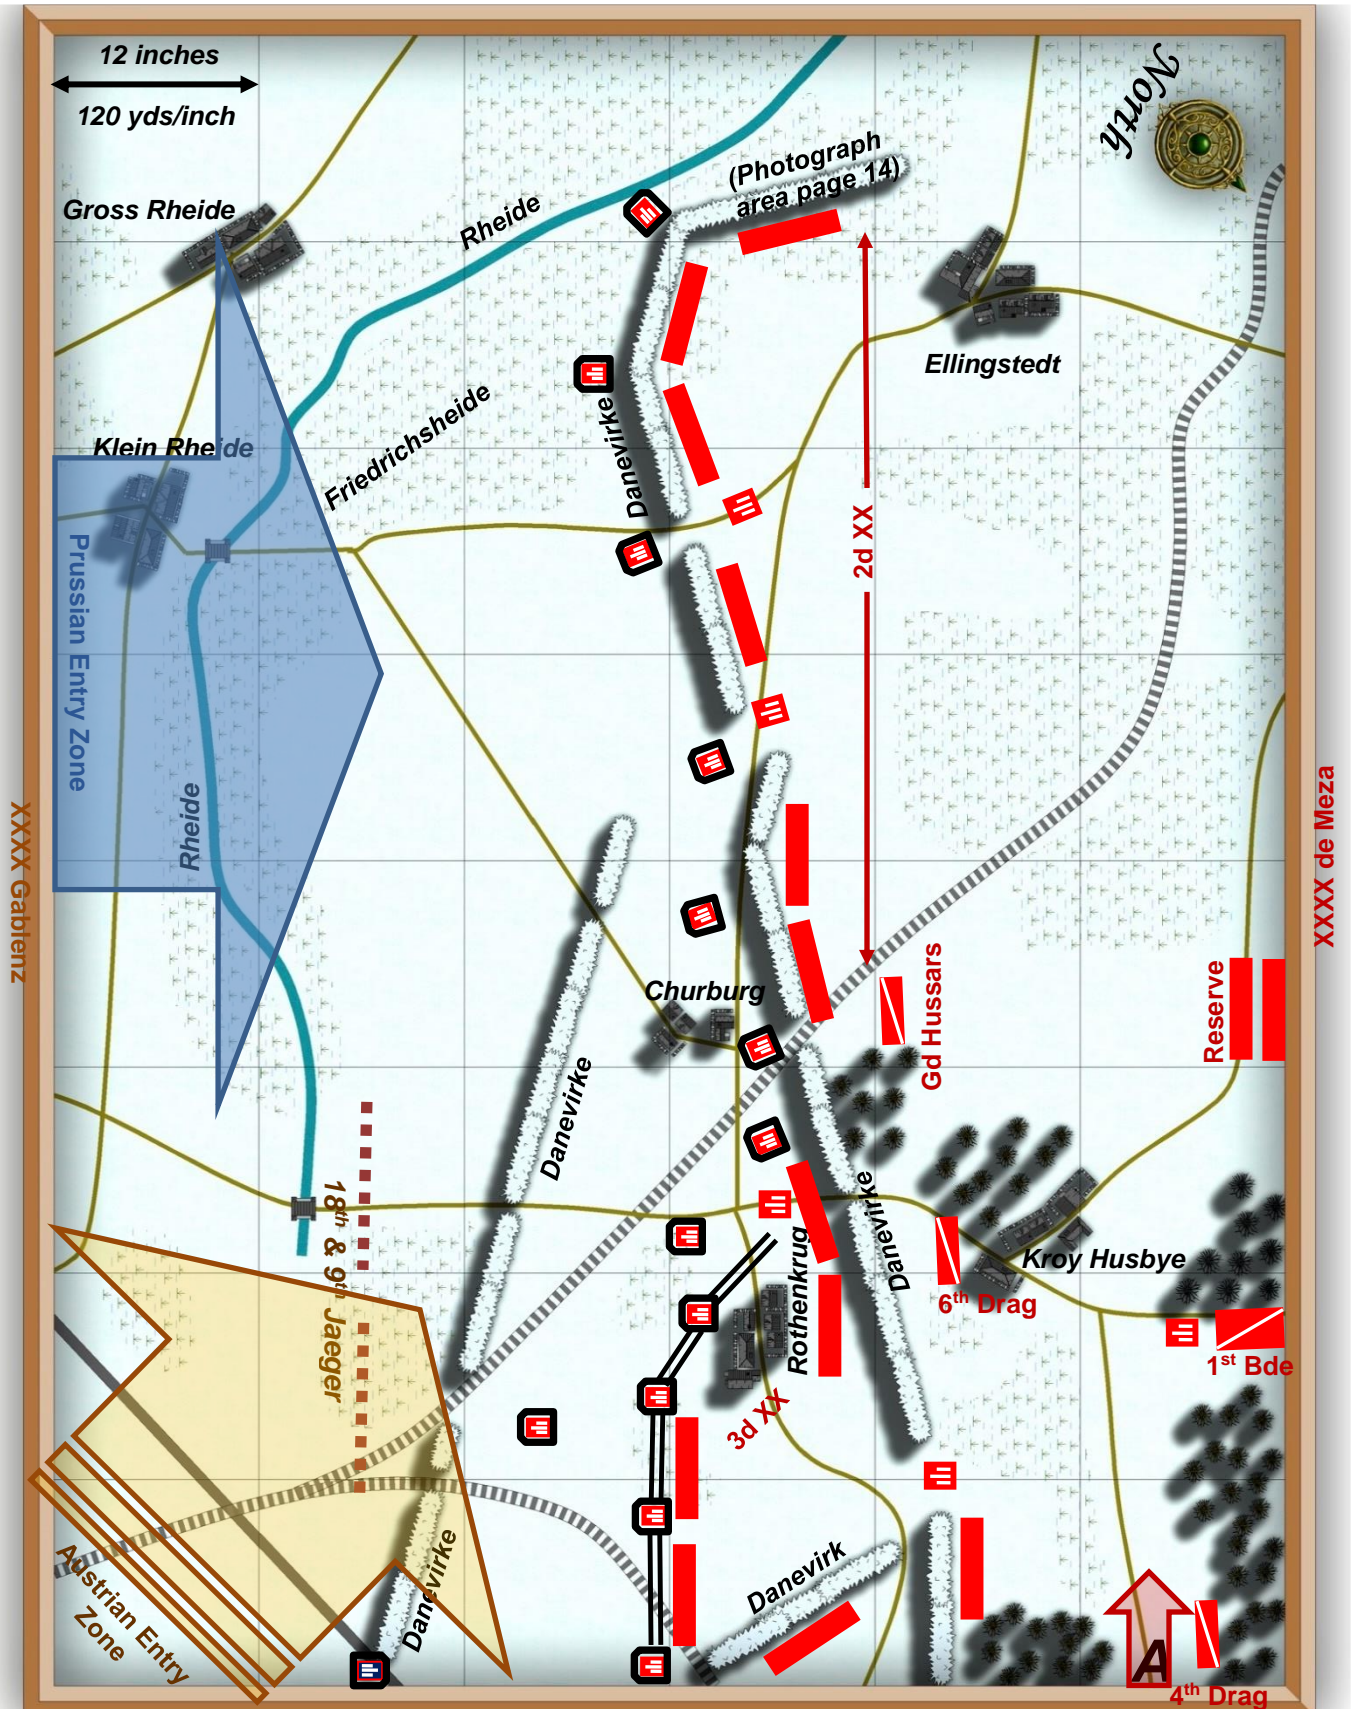 12 inches
120 yds/inch
North
(Photograph
area page 14)
Gross Rheide
Rheide
Ellingstedt
Klein Rheide
Friedrichsheide
Danevirke
2d XX
Prussian Entry Zone
Rheide
XXXX Gablenz
XXXX de Meza
Churburg
Gd Hussars
Reserve
Danevirke
Danevirke
18th & 9th Jaeger
Rothenkrug
Kroy Husbye
6th Drag
1st Bde
3d XX
Danevirke
Danevirk
Austrian Entry
Zone
A
4th Drag